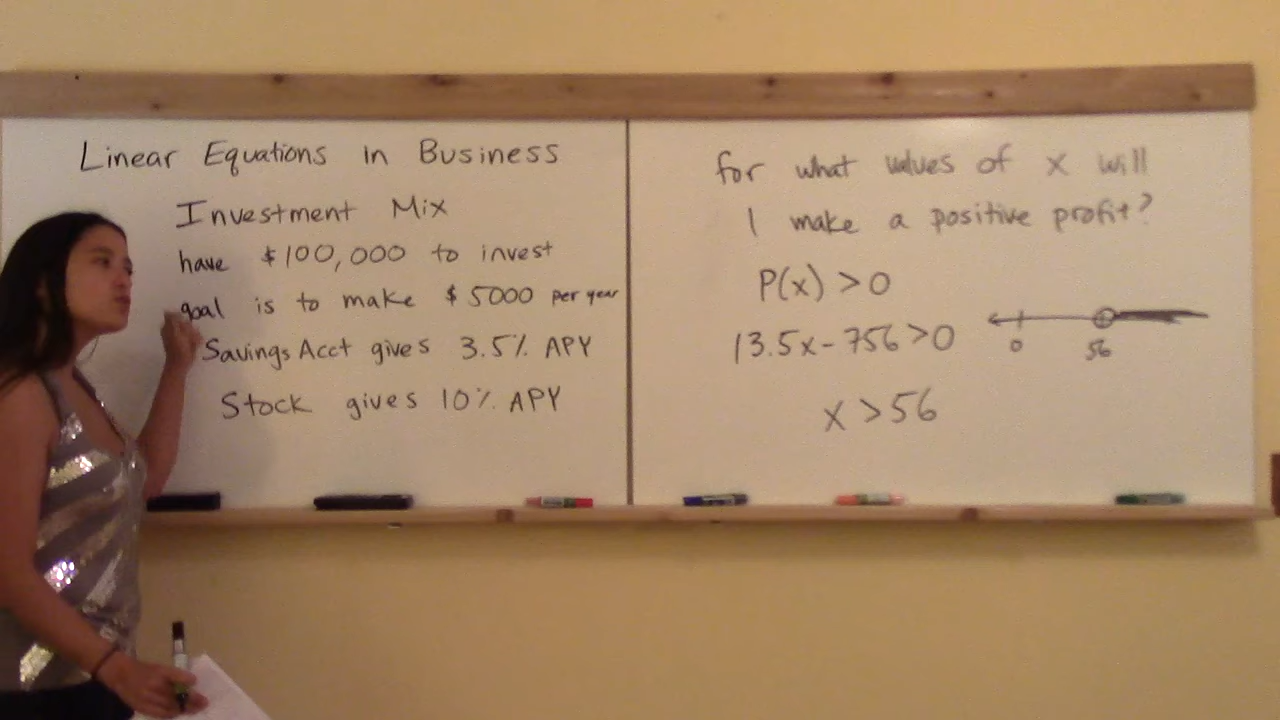 Linear Equations in Business
Investment Mix
have $100,000 to invest
goal is to make $5000 per year
Savings Acct gives 3.5% APY
Stock gives 10% APY
for what values of x will
I make a positive profit?
P(x) > 0
13.5x - 756 > 0
0 56
x > 56